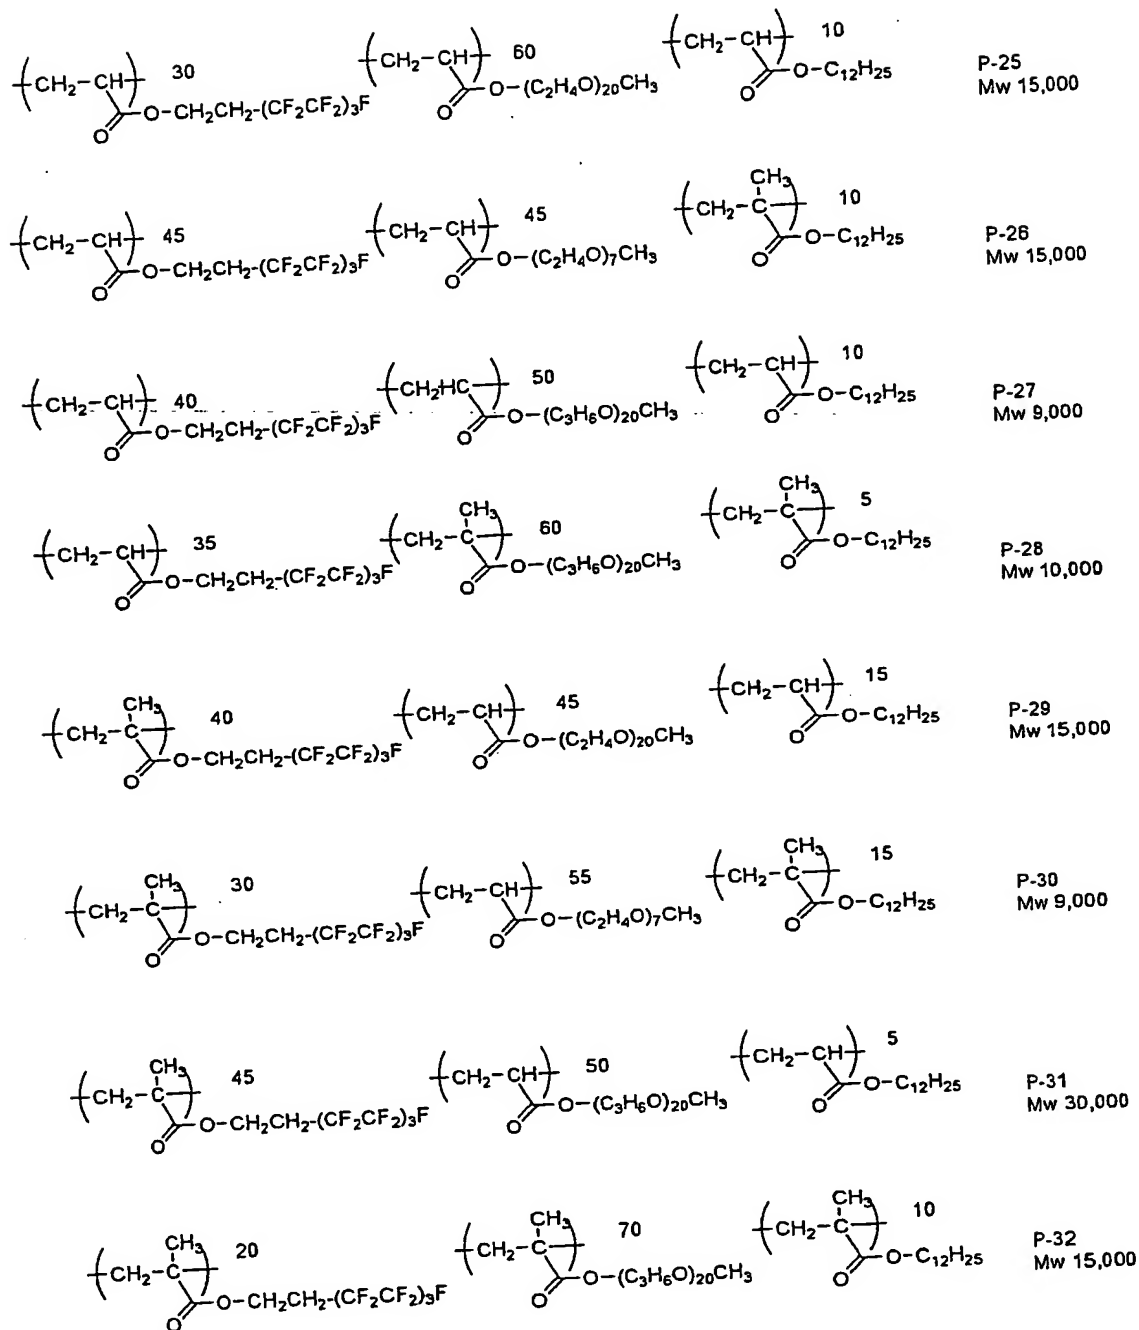 (CH2-CH) 30 (CH2-CH) 60 (CH2-CH) 10
O O-CH2CH2-(CF2CF2)3F O O-(C2H4O)20CH3 O O-C12H25
P-25
Mw 15,000
CH3
(CH2-CH) 45 (CH2-CH) 45 (CH2-C) 10
O O-CH2CH2-(CF2CF2)3F O O-(C2H4O)7CH3 O O-C12H25
P-26
Mw 15,000
(CH2-CH) 40 (CH2HC) 50 (CH2-CH) 10
O O-CH2CH2-(CF2CF2)3F O O-(C3H6O)20CH3 O O-C12H25
P-27
Mw 9,000
CH3 CH3
(CH2-CH) 35 (CH2-C) 60 (CH2-C) 5
O O-CH2CH2-(CF2CF2)3F O O-(C3H6O)20CH3 O O-C12H25
P-28
Mw 10,000
CH3
(CH2-C) 40 (CH2-CH) 45 (CH2-CH) 15
O O-CH2CH2-(CF2CF2)3F O O-(C2H4O)20CH3 O O-C12H25
P-29
Mw 15,000
CH3 CH3
(CH2-C) 30 (CH2-CH) 55 (CH2-C) 15
O O-CH2CH2-(CF2CF2)3F O O-(C2H4O)7CH3 O O-C12H25
P-30
Mw 9,000
CH3
(CH2-C) 45 (CH2-CH) 50 (CH2-CH) 5
O O-CH2CH2-(CF2CF2)3F O O-(C3H6O)20CH3 O O-C12H25
P-31
Mw 30,000
CH3 CH3 CH3
(CH2-C) 20 (CH2-C) 70 (CH2-C) 10
O O-CH2CH2-(CF2CF2)3F O O-(C3H6O)20CH3 O O-C12H25
P-32
Mw 15,000